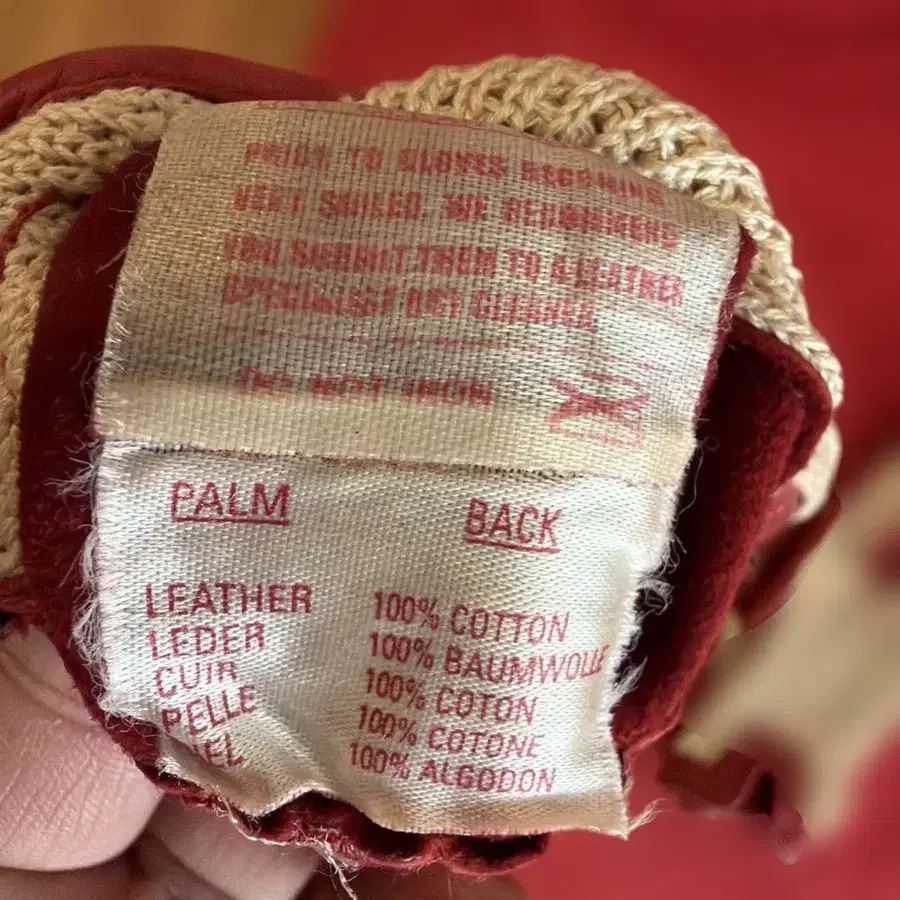 PRIOR TO GLOVES BECOMING
VERY SOILED, WE RECOMMEND
YOU SUBMIT THEM TO A LEATHER
SPECIALIST DRY CLEANER
DO NOT IRON
PALM BACK
LEATHER 100% COTTON
LEDER 100% BAUMWOLLE
CUIR 100% COTON
PELLE 100% COTONE
100% ALGODON